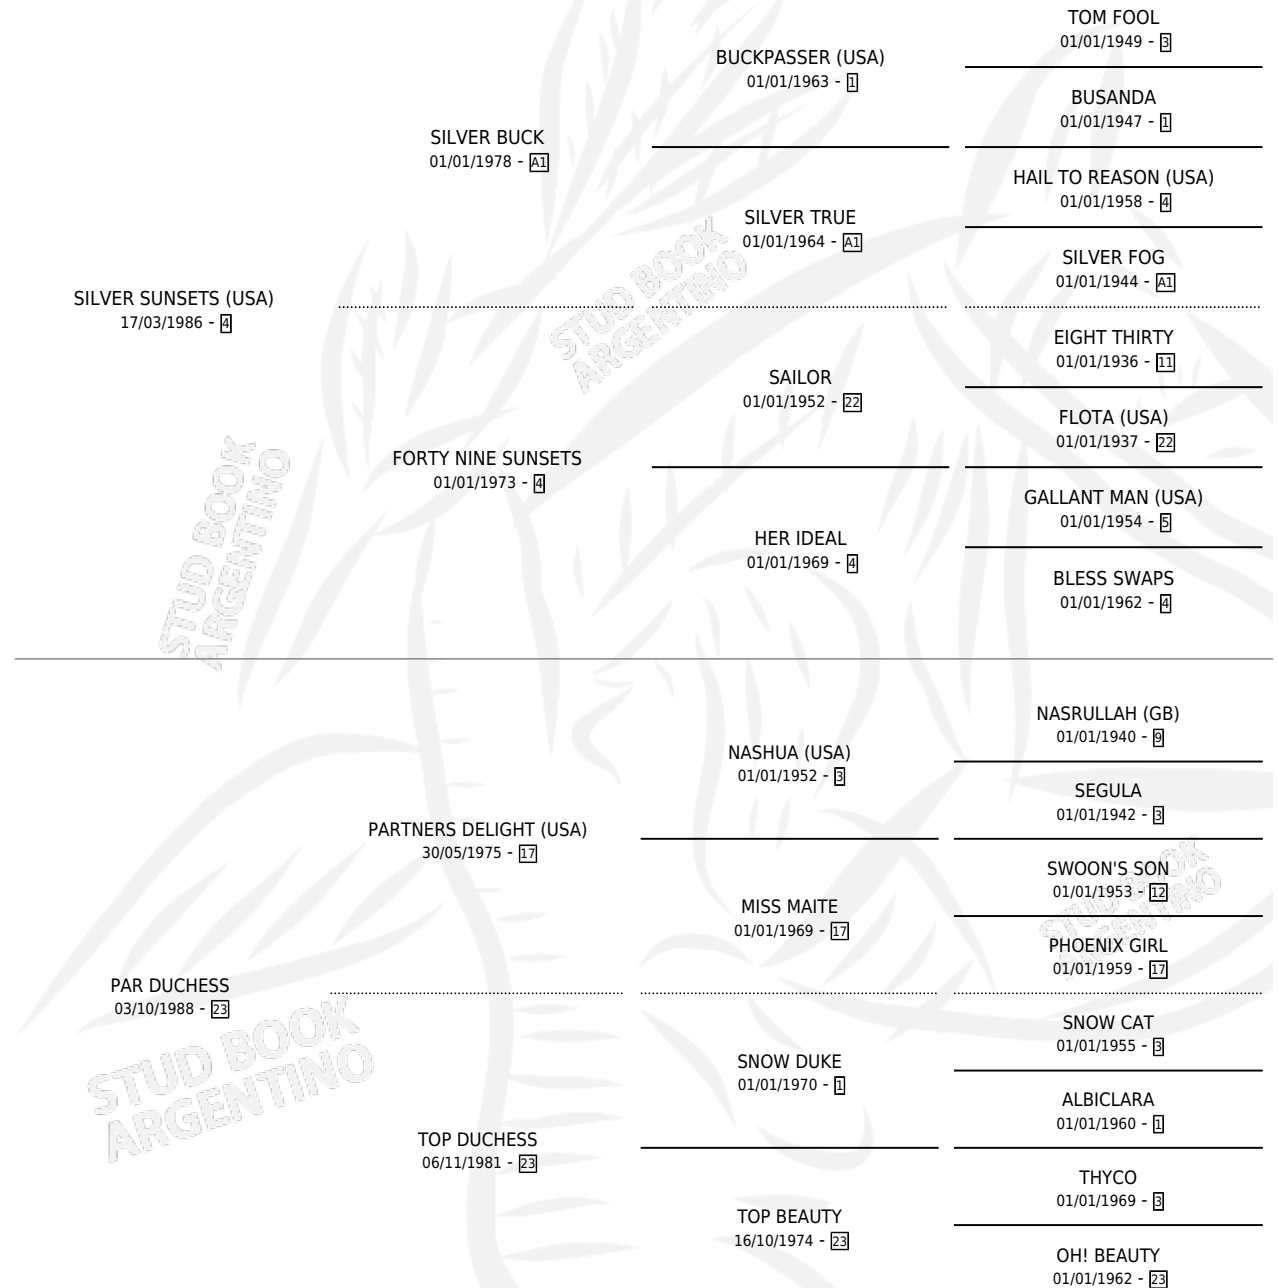 TOM FOOL
01/01/1949 - 3
BUCKPASSER (USA)
01/01/1963 - 1
BUSANDA
01/01/1947 - 1
SILVER BUCK
01/01/1978 - A1
HAIL TO REASON (USA)
01/01/1958 - 4
SILVER TRUE
01/01/1964 - A1
SILVER FOG
01/01/1944 - A1
SILVER SUNSETS (USA)
17/03/1986 - 4
STUD BOOK
ARGENTINO
EIGHT THIRTY
01/01/1936 - 11
SAILOR
01/01/1952 - 22
FLOTA (USA)
01/01/1937 - 22
FORTY NINE SUNSETS
01/01/1973 - 4
GALLANT MAN (USA)
01/01/1954 - 5
HER IDEAL
01/01/1969 - 4
BLESS SWAPS
01/01/1962 - 4
STUD BOOK
ARGENTINO
NASRULLAH (GB)
01/01/1940 - 9
NASHUA (USA)
01/01/1952 - 3
SEGULA
01/01/1942 - 3
PARTNERS DELIGHT (USA)
30/05/1975 - 17
SWOON'S SON
01/01/1953 - 12
STUD BOOK
ARGENTINO
MISS MAITE
01/01/1969 - 17
PHOENIX GIRL
01/01/1959 - 17
PAR DUCHESS
03/10/1988 - 23
STUD BOOK
ARGENTINO
SNOW CAT
01/01/1955 - 3
SNOW DUKE
01/01/1970 - 1
ALBICLARA
01/01/1960 - 1
TOP DUCHESS
06/11/1981 - 23
THYCO
01/01/1969 - 3
TOP BEAUTY
16/10/1974 - 23
OH! BEAUTY
01/01/1962 - 23